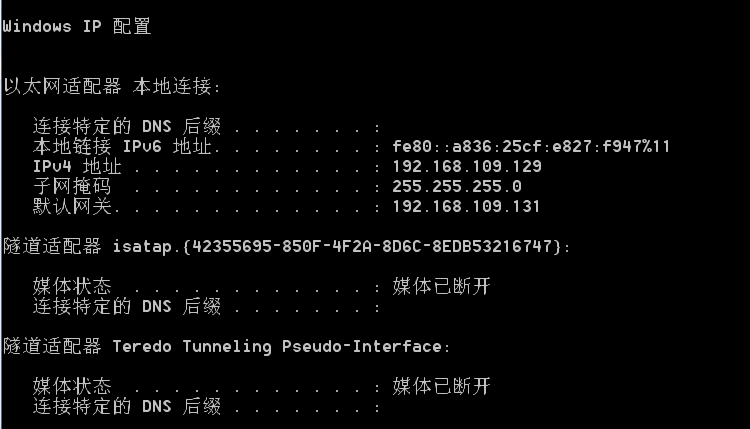 Windows IP 配置
以太网适配器 本地连接:
连接特定的 DNS 后缀 . . . . . . . :
本地链接 IPv6 地址. . . . . . . . : fe80::a836:25cf:e827:f947%11
IPv4 地址 . . . . . . . . . . . . : 192.168.109.129
子网掩码  . . . . . . . . . . . . : 255.255.255.0
默认网关. . . . . . . . . . . . . : 192.168.109.131
隧道适配器 isatap.{42355695-850F-4F2A-8D6C-8EDB53216747}:
媒体状态  . . . . . . . . . . . . : 媒体已断开
连接特定的 DNS 后缀 . . . . . . . :
隧道适配器 Teredo Tunneling Pseudo-Interface:
媒体状态  . . . . . . . . . . . . : 媒体已断开
连接特定的 DNS 后缀 . . . . . . . :